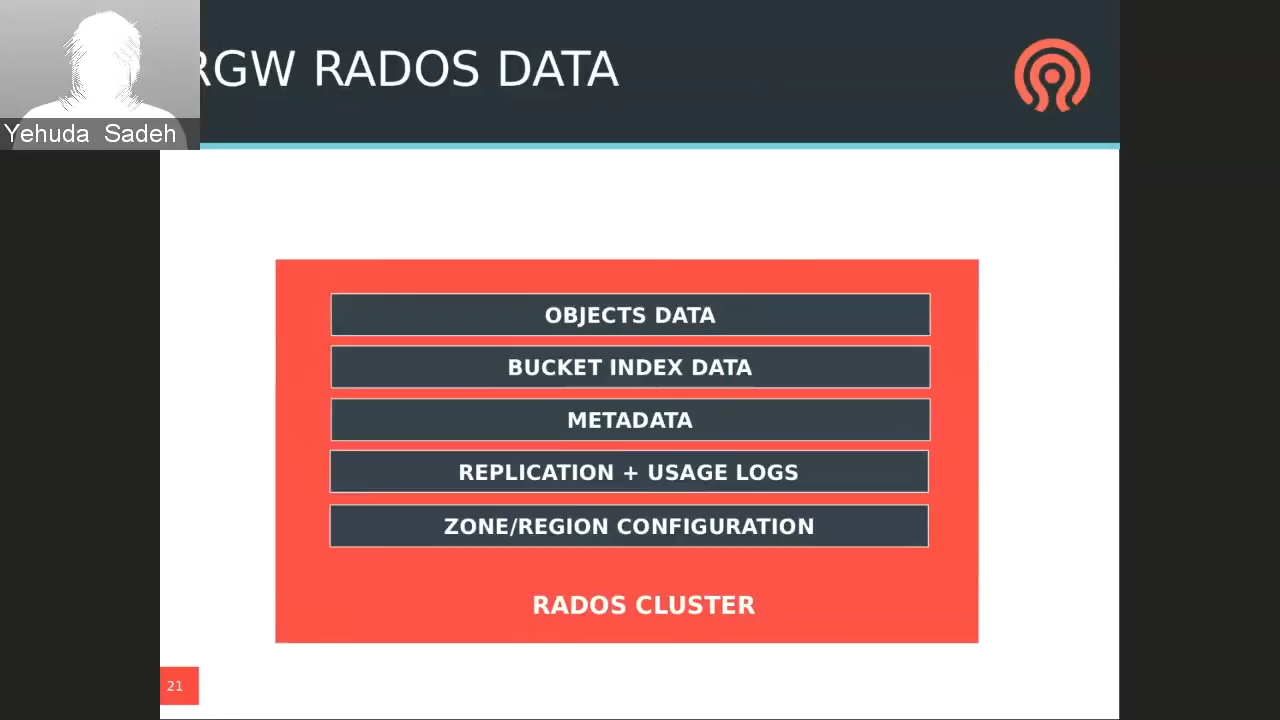 RGW RADOS DATA
Yehuda Sadeh
OBJECTS DATA
BUCKET INDEX DATA
METADATA
REPLICATION + USAGE LOGS
ZONE/REGION CONFIGURATION
RADOS CLUSTER
21